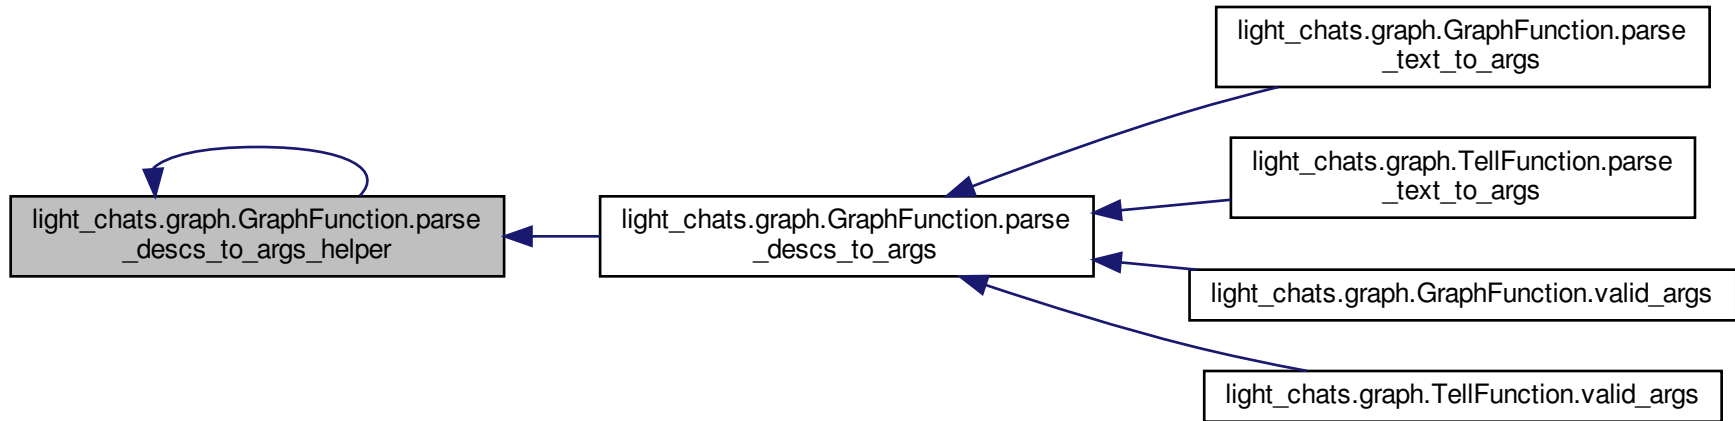 light_chats.graph.GraphFunction.parse
_descs_to_args_helper
light_chats.graph.GraphFunction.parse
_descs_to_args
light_chats.graph.GraphFunction.parse
_text_to_args
light_chats.graph.TellFunction.parse
_text_to_args
light_chats.graph.GraphFunction.valid_args
light_chats.graph.TellFunction.valid_args